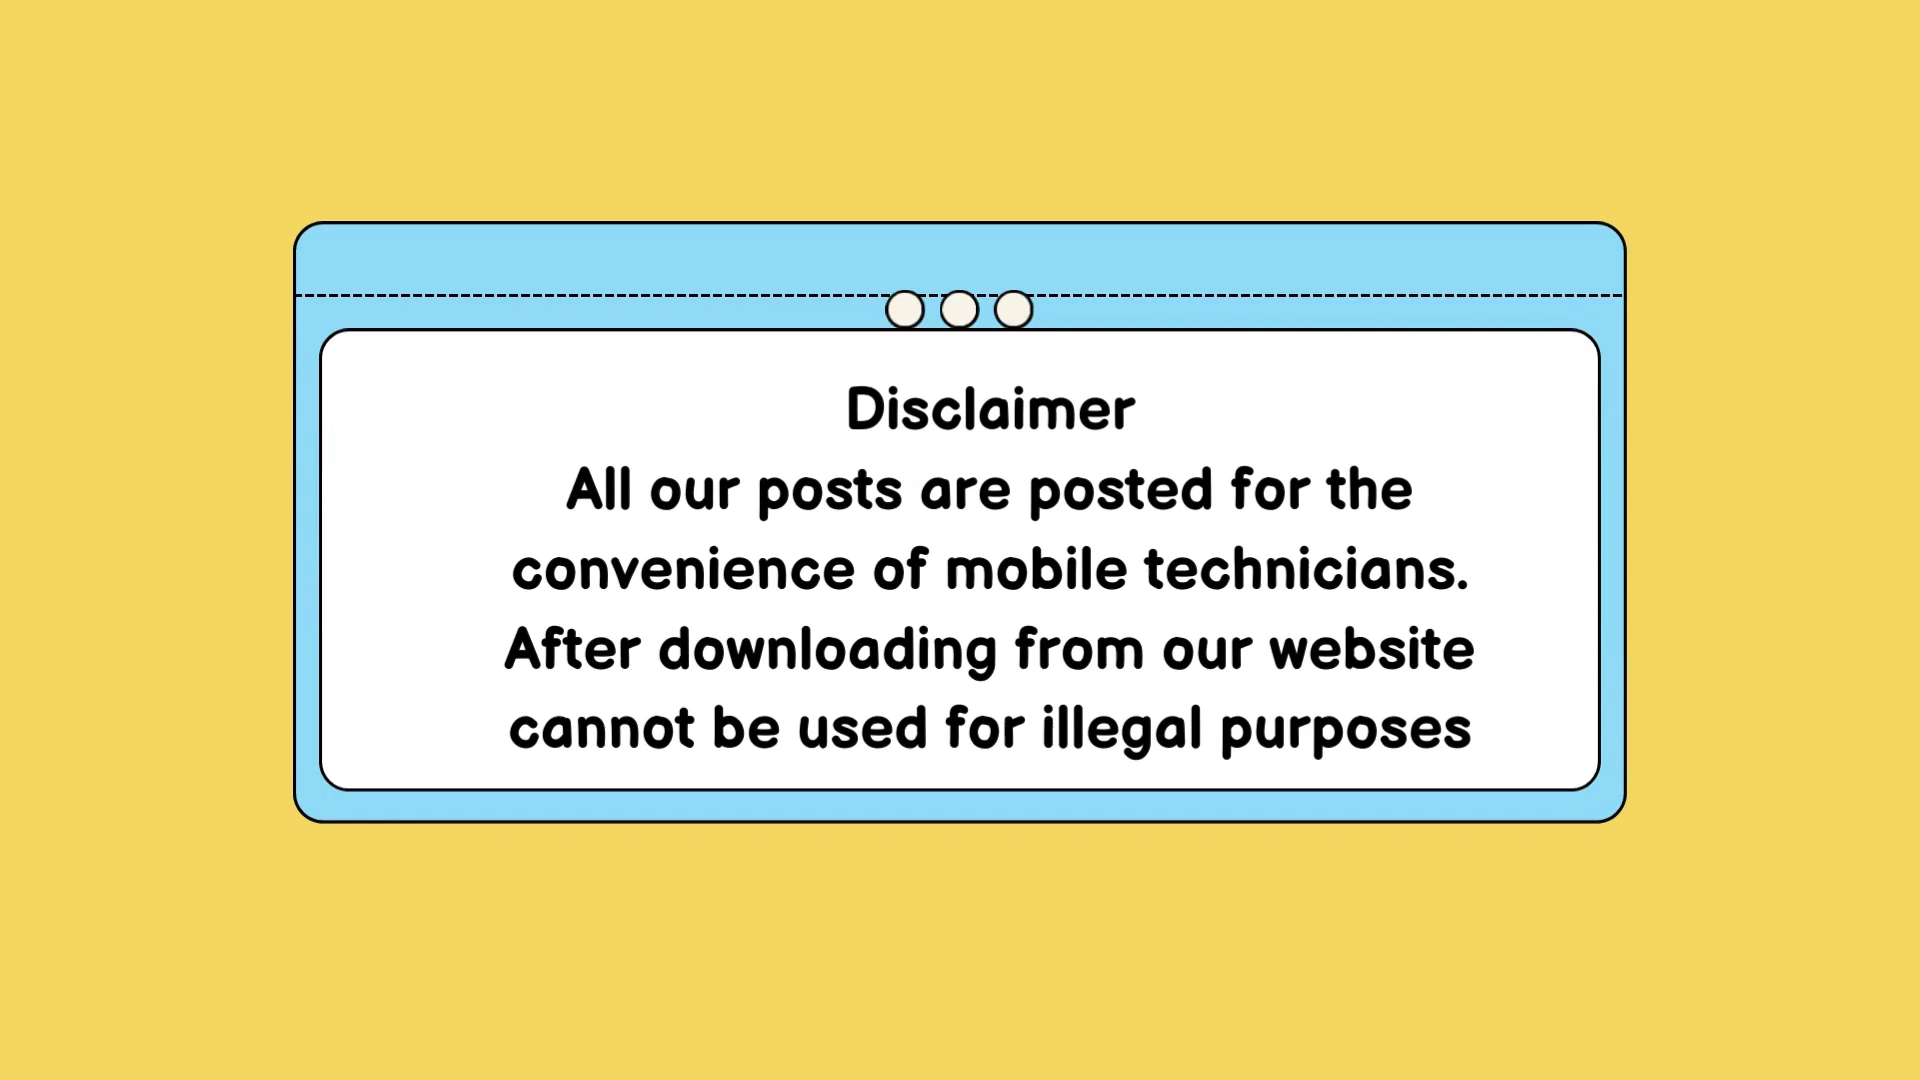 Disclaimer
All our posts are posted for the
convenience of mobile technicians.
After downloading from our website
cannot be used for illegal purposes